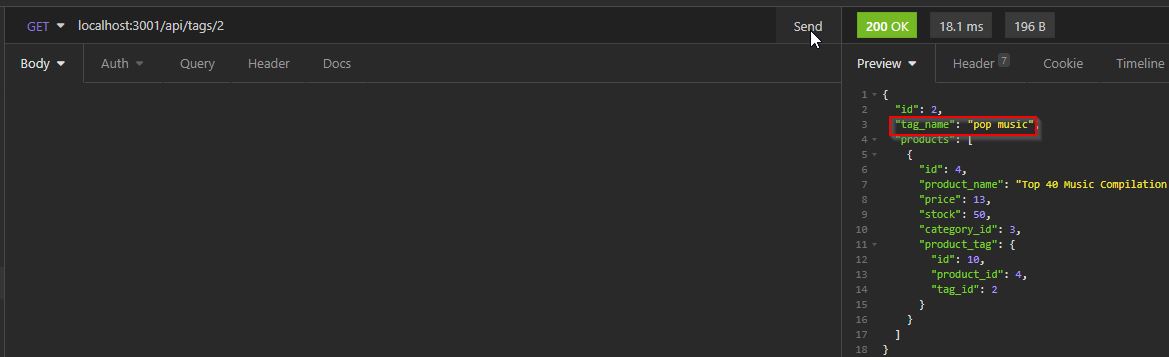 GET localhost:3001/api/tags/2 Send 200 OK 18.1 ms 196 B
Body Auth Query Header Docs Preview Header 7 Cookie Timeline
1 {
2 "id": 2,
3 "tag_name": "pop music",
4 "products": [
5 {
6 "id": 4,
7 "product_name": "Top 40 Music Compilation
8 "price": 13,
9 "stock": 50,
10 "category_id": 3,
11 "product_tag": {
12 "id": 10,
13 "product_id": 4,
14 "tag_id": 2
15 }
16 }
17 ]
18 }